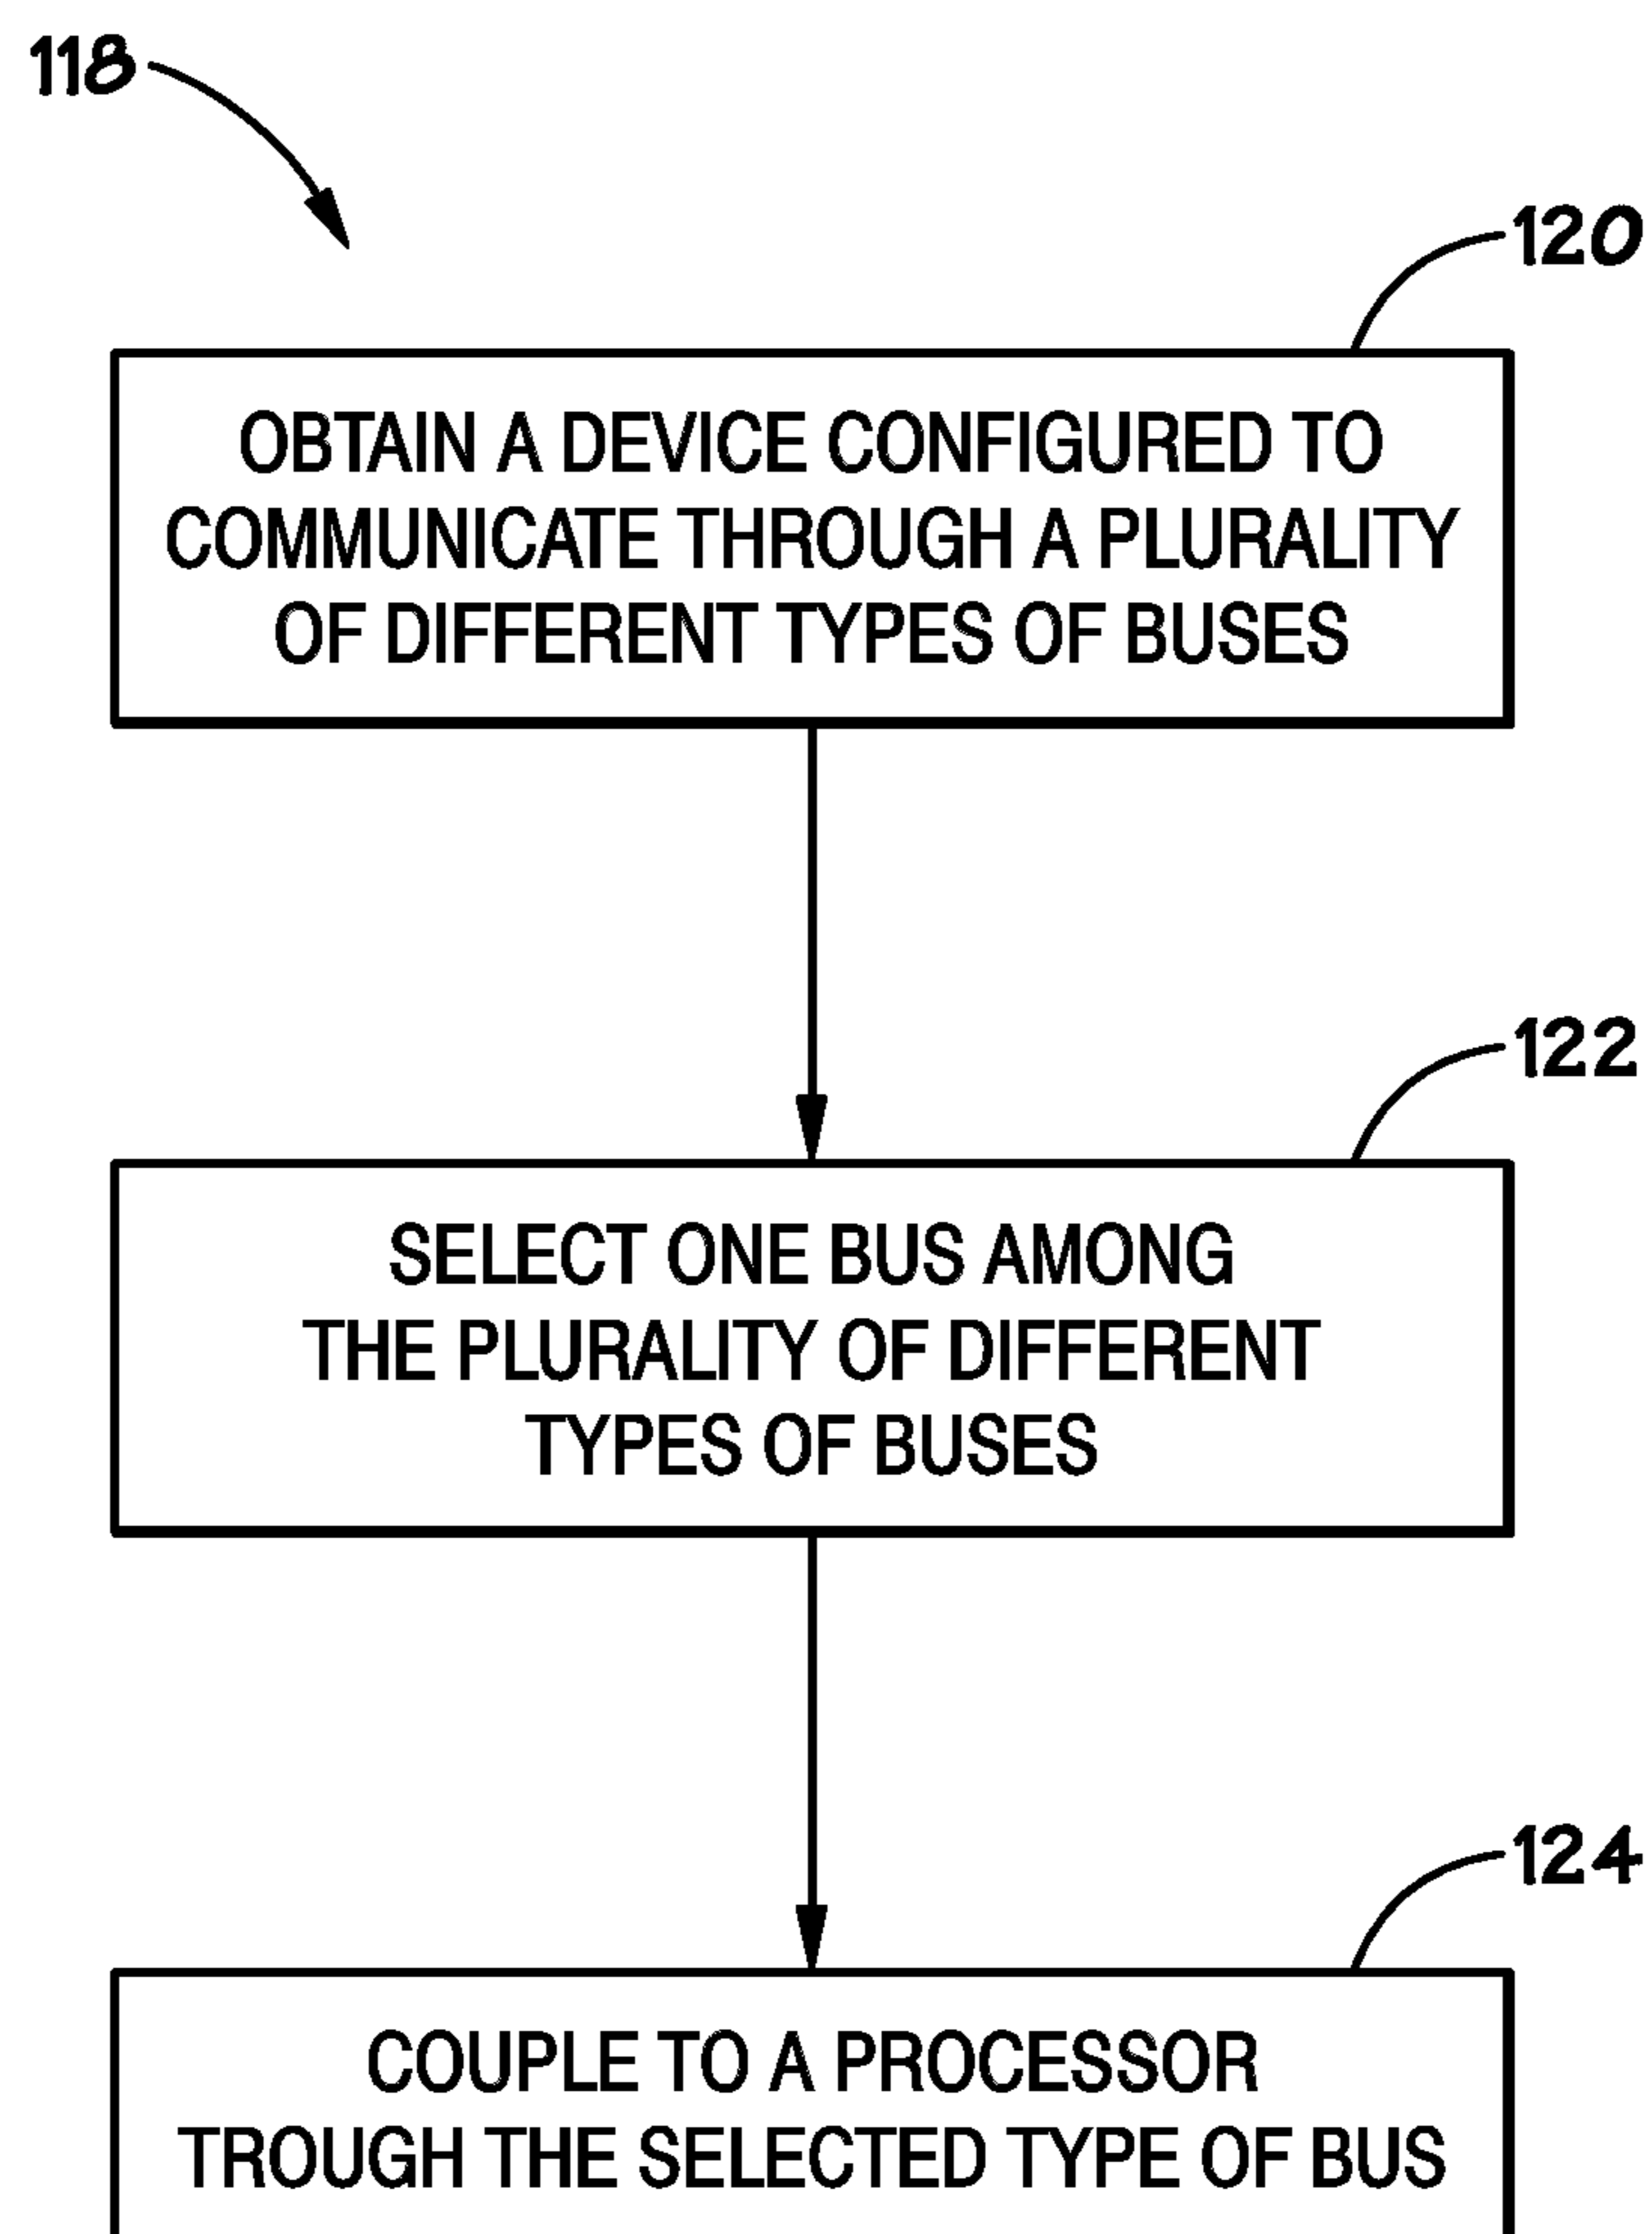 118
120
OBTAIN A DEVICE CONFIGURED TO
COMMUNICATE THROUGH A PLURALITY
OF DIFFERENT TYPES OF BUSES
122
SELECT ONE BUS AMONG
THE PLURALITY OF DIFFERENT
TYPES OF BUSES
124
COUPLE TO A PROCESSOR
TROUGH THE SELECTED TYPE OF BUS